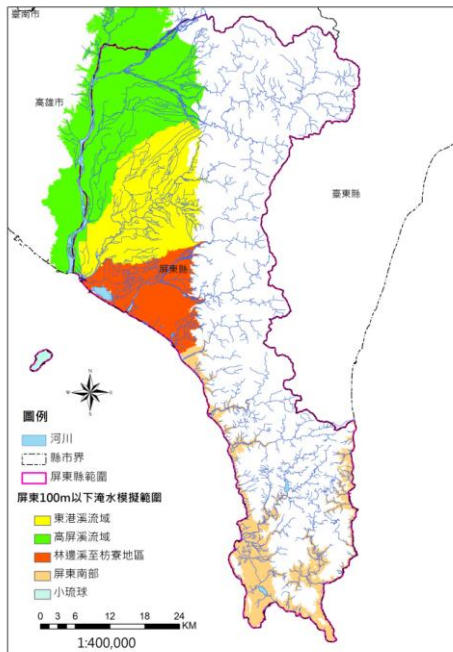 臺南市
高雄市
臺東縣
屏東縣
N
W
E
S
圖例
河川
縣市界
屏東縣範圍
屏東100m以下淹水模擬範圍
東港溪流域
高屏溪流域
林邊溪至枋寮地區
屏東南部
小琉球
0 3 6 12 18 24
KM
1:400,000